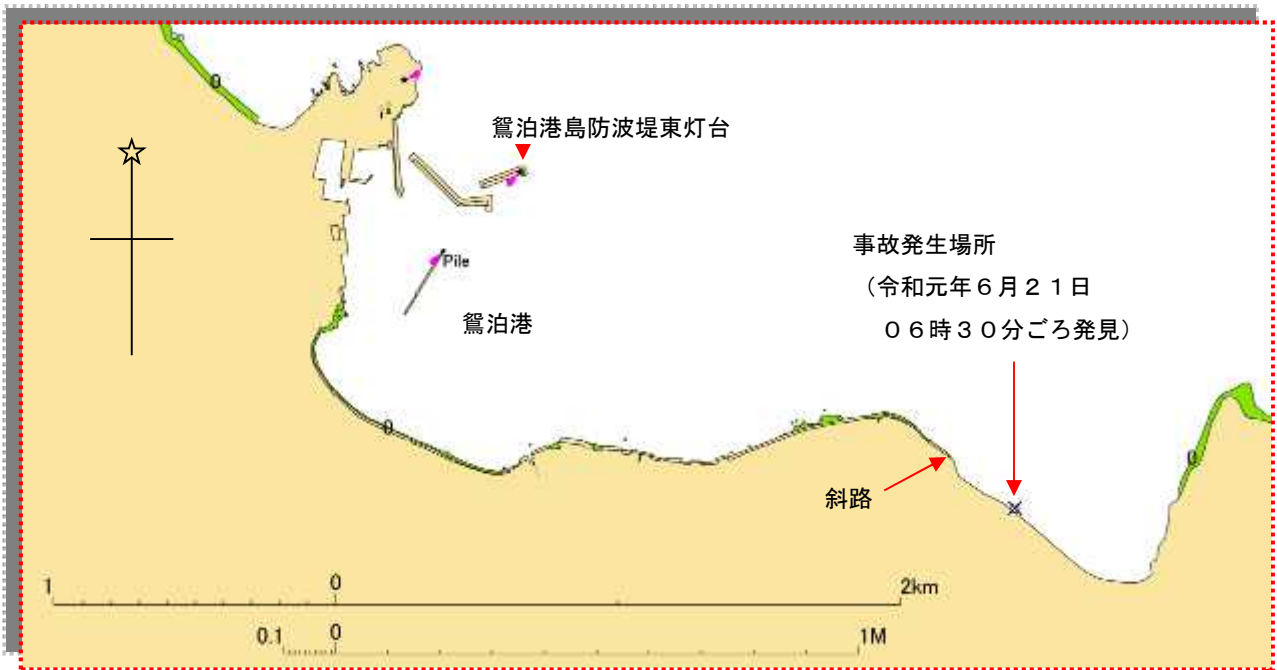 0
鴛泊港島防波堤東灯台
事故発生場所
(令和元年6月21日
06時30分ごろ発見)
Pile
鴛泊港
0
0
斜路
1 0 2km
0.1 0 1M